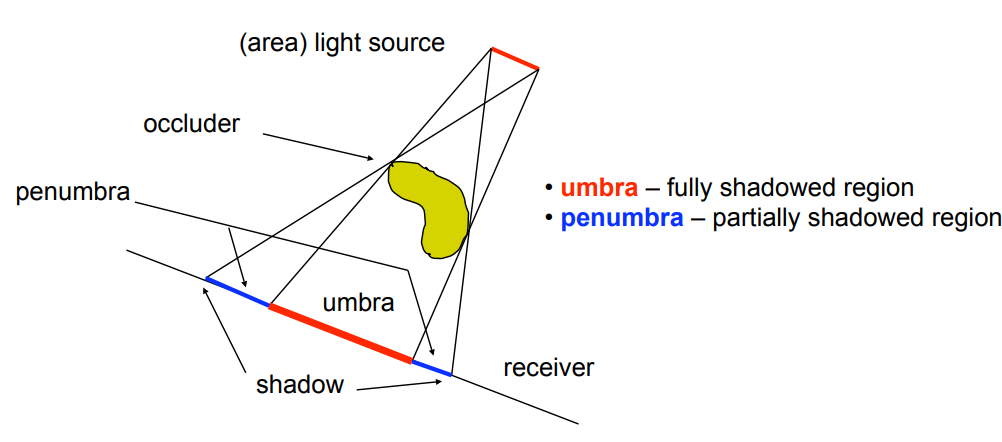 (area) light source
occluder
penumbra
• umbra – fully shadowed region
• penumbra – partially shadowed region
umbra
receiver
shadow